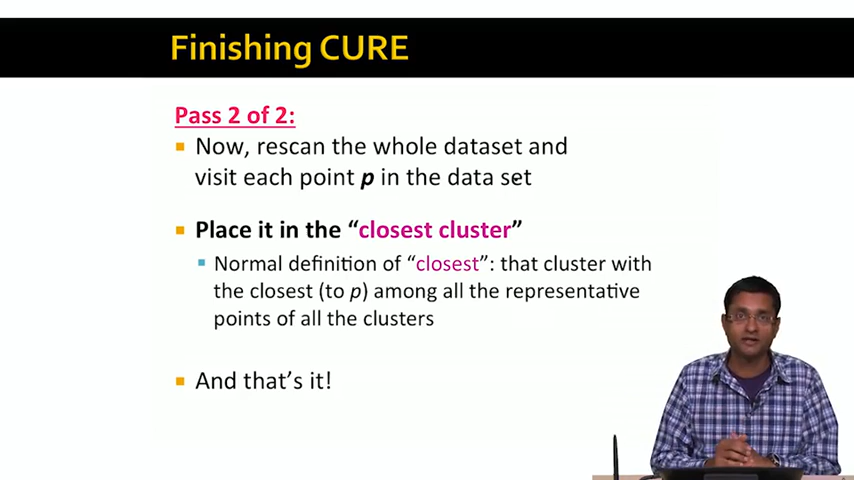 Finishing CURE
Pass 2 of 2:
Now, rescan the whole dataset and
visit each point p in the data set
Place it in the “closest cluster”
Normal definition of “closest”: that cluster with
the closest (to p) among all the representative
points of all the clusters
And that’s it!